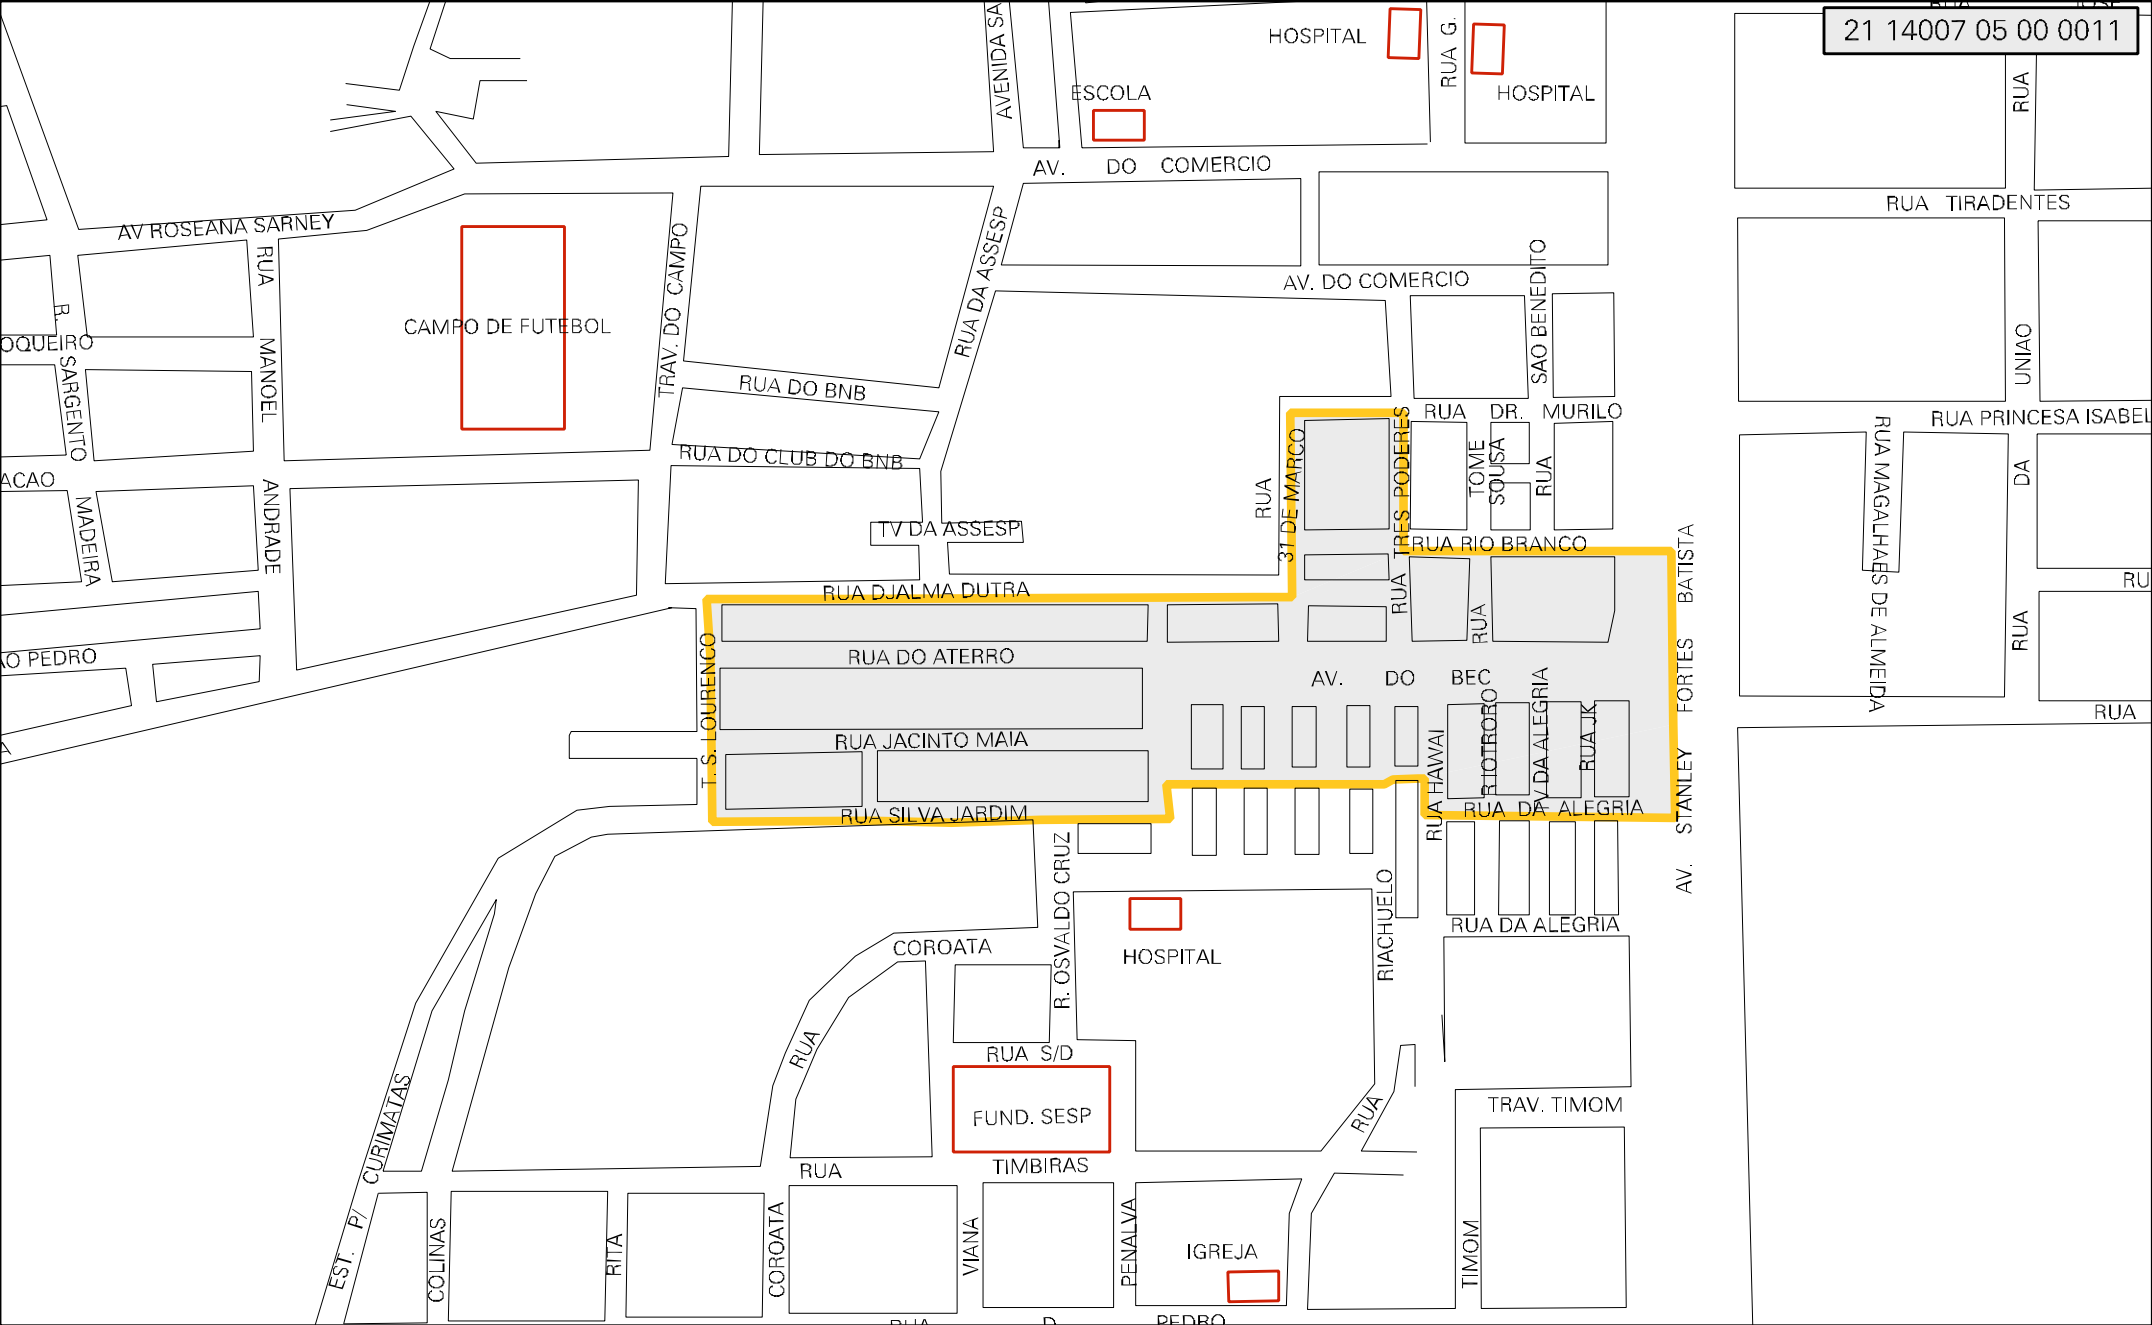 21 14007 05 00 0011
HOSPITAL
RUA G.
HOSPITAL
AVENIDA SA
ESCOLA
RUA
AV. DO COMERCIO
RUA TIRADENTES
AV ROSEANA SARNEY
RUA
MANOEL
ANDRADE
TRAV. DO CAMPO
RUA DA ASSESP
AV. DO COMERCIO
SAO BENEDITO
RUA
CAMPO DE FUTEBOL
R.
SARGENTO
MADEIRA
OQUEIRO
RUA DO BNB
UNIAO
DA
RUA
RUA DR. MURILO
RUA PRINCESA ISABEL
RUA MAGALHAES DE ALMEIDA
RUA DO CLUB DO BNB
TOME
SOUSA
31 DE MARCO
RUA
TRES PODERES
RUA
ACAO
TV DA ASSESP
RUA RIO BRANCO
RUA
RU
RUA DJALMA DUTRA
AO PEDRO
RUA DO ATERRO
T. S. LOURENCO
AV. DO BEC
AV. STANLEY FORTES BATISTA
RUA
RUA JACINTO MAIA
RUA HAWAI
R RIOTRORO
TV DA ALEGRIA
RUA JK
RUA SILVA JARDIM
RUA DA ALEGRIA
R. OSVALDO CRUZ
RIACHUELO
RUA
RUA DA ALEGRIA
COROATA
RUA
HOSPITAL
RUA S/D
EST. P/ CURIMATAS
FUND. SESP
TRAV. TIMOM
RUA TIMBIRAS
COLINAS
RITA
COROATA
VIANA
PENALVA
IGREJA
TIMOM
RUA D. PEDRO